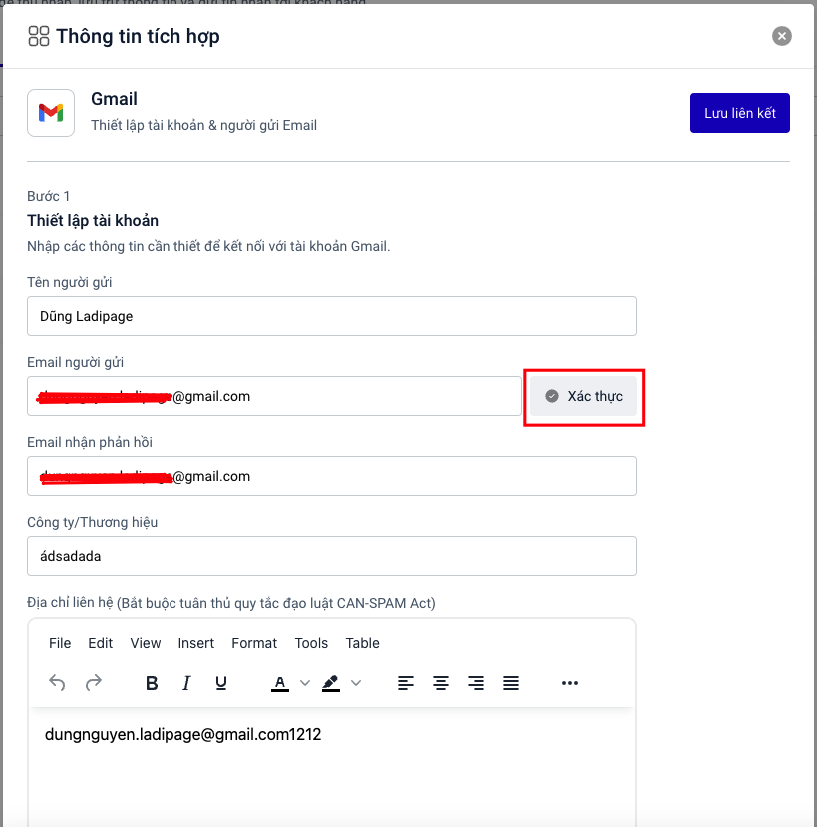 Thông tin tích hợp
Gmail
Thiết lập tài khoản & người gửi Email
Lưu liên kết
Bước 1
Thiết lập tài khoản
Nhập các thông tin cần thiết để kết nối với tài khoản Gmail.
Tên người gửi
Dũng Ladipage
Email người gửi
@gmail.com
Xác thực
Email nhận phản hồi
@gmail.com
Công ty/Thương hiệu
ádsadada
Địa chỉ liên hệ (Bắt buộc tuân thủ quy tắc đạo luật CAN-SPAM Act)
File Edit View Insert Format Tools Table
B I U A
dungnguyen.ladipage@gmail.com1212